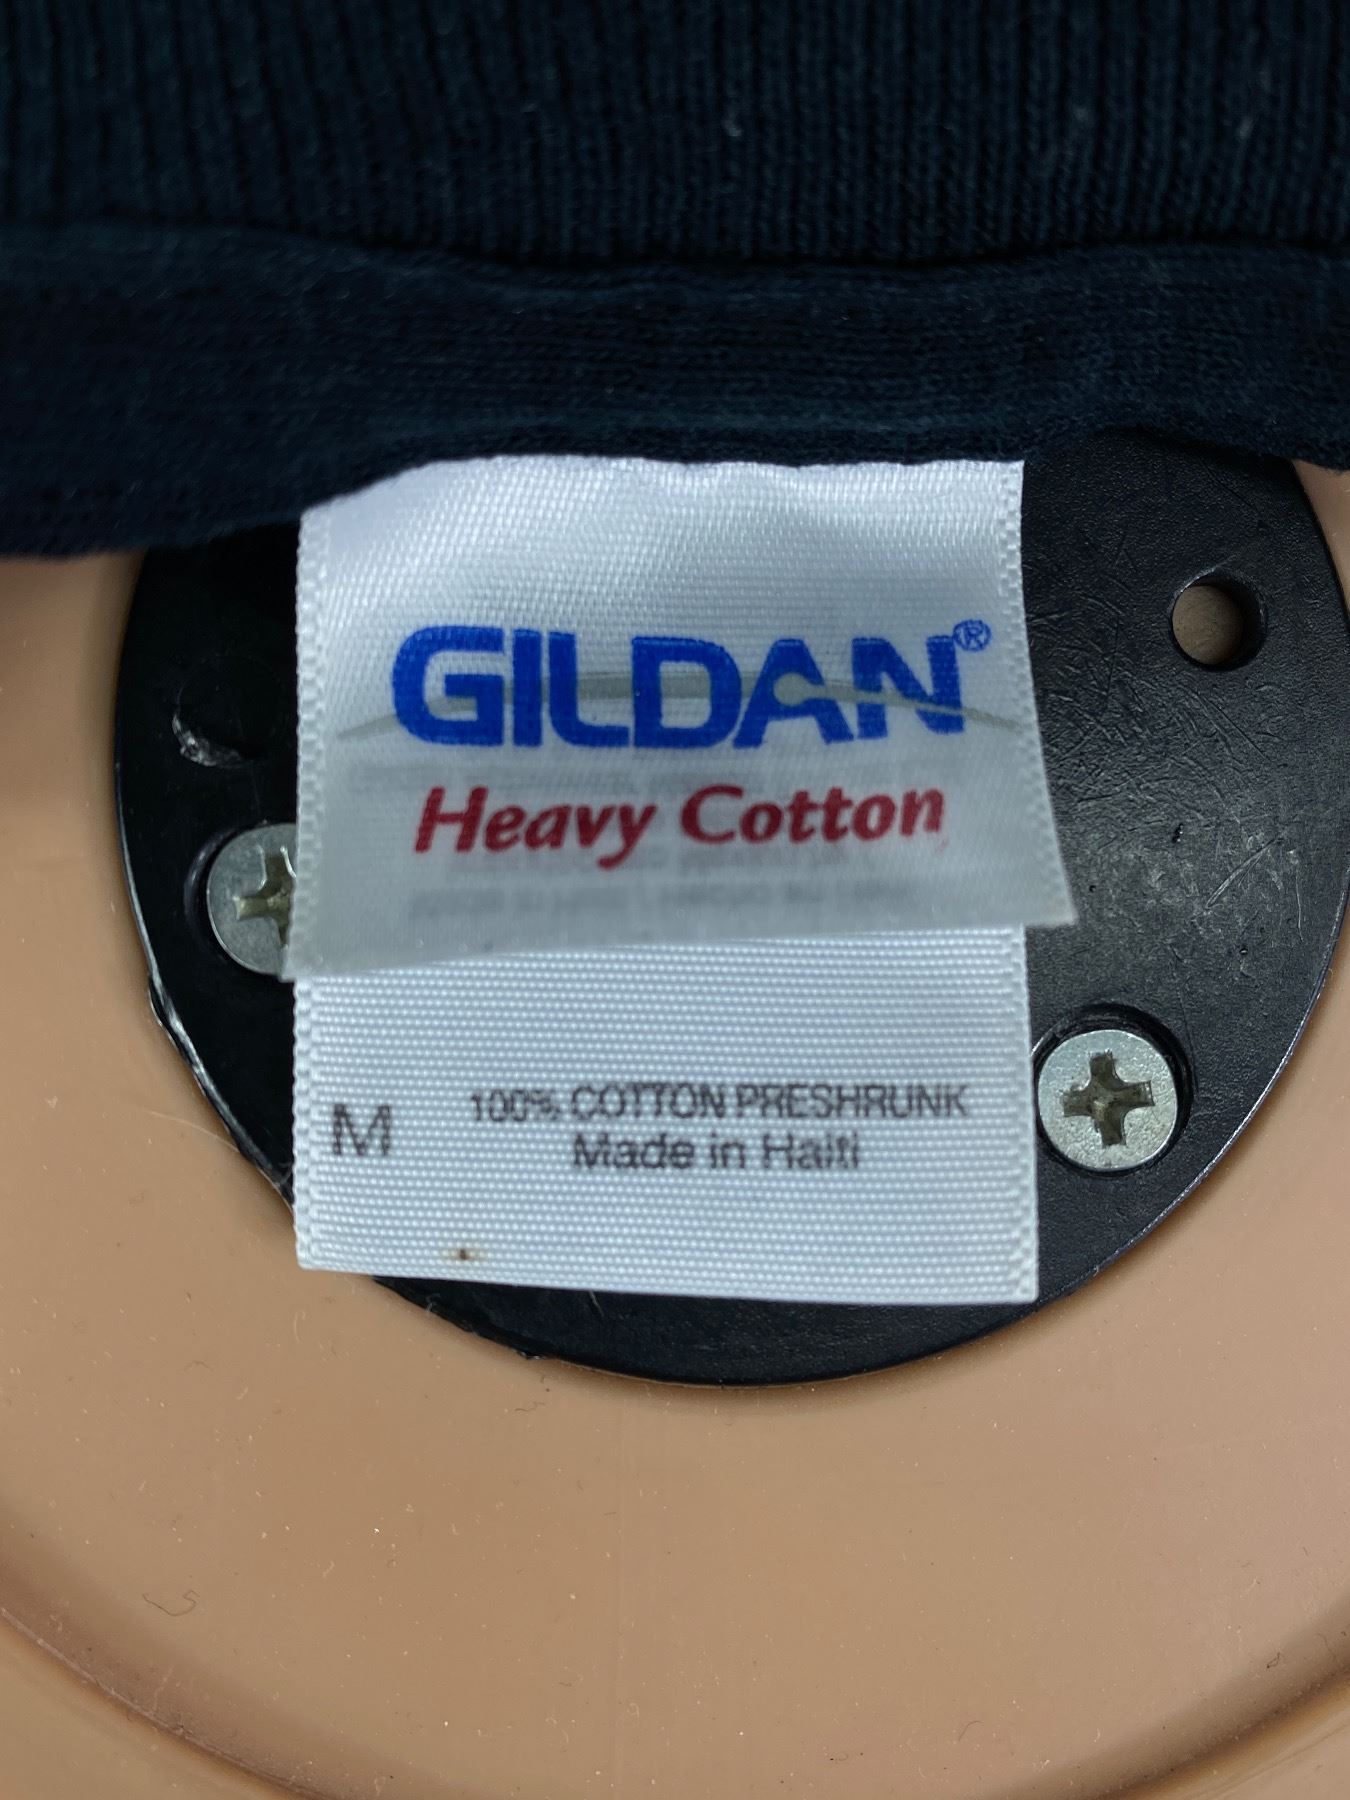 GILDAN®
Heavy Cotton
M 100% COTTON PRESHRUNK
Made in Haiti